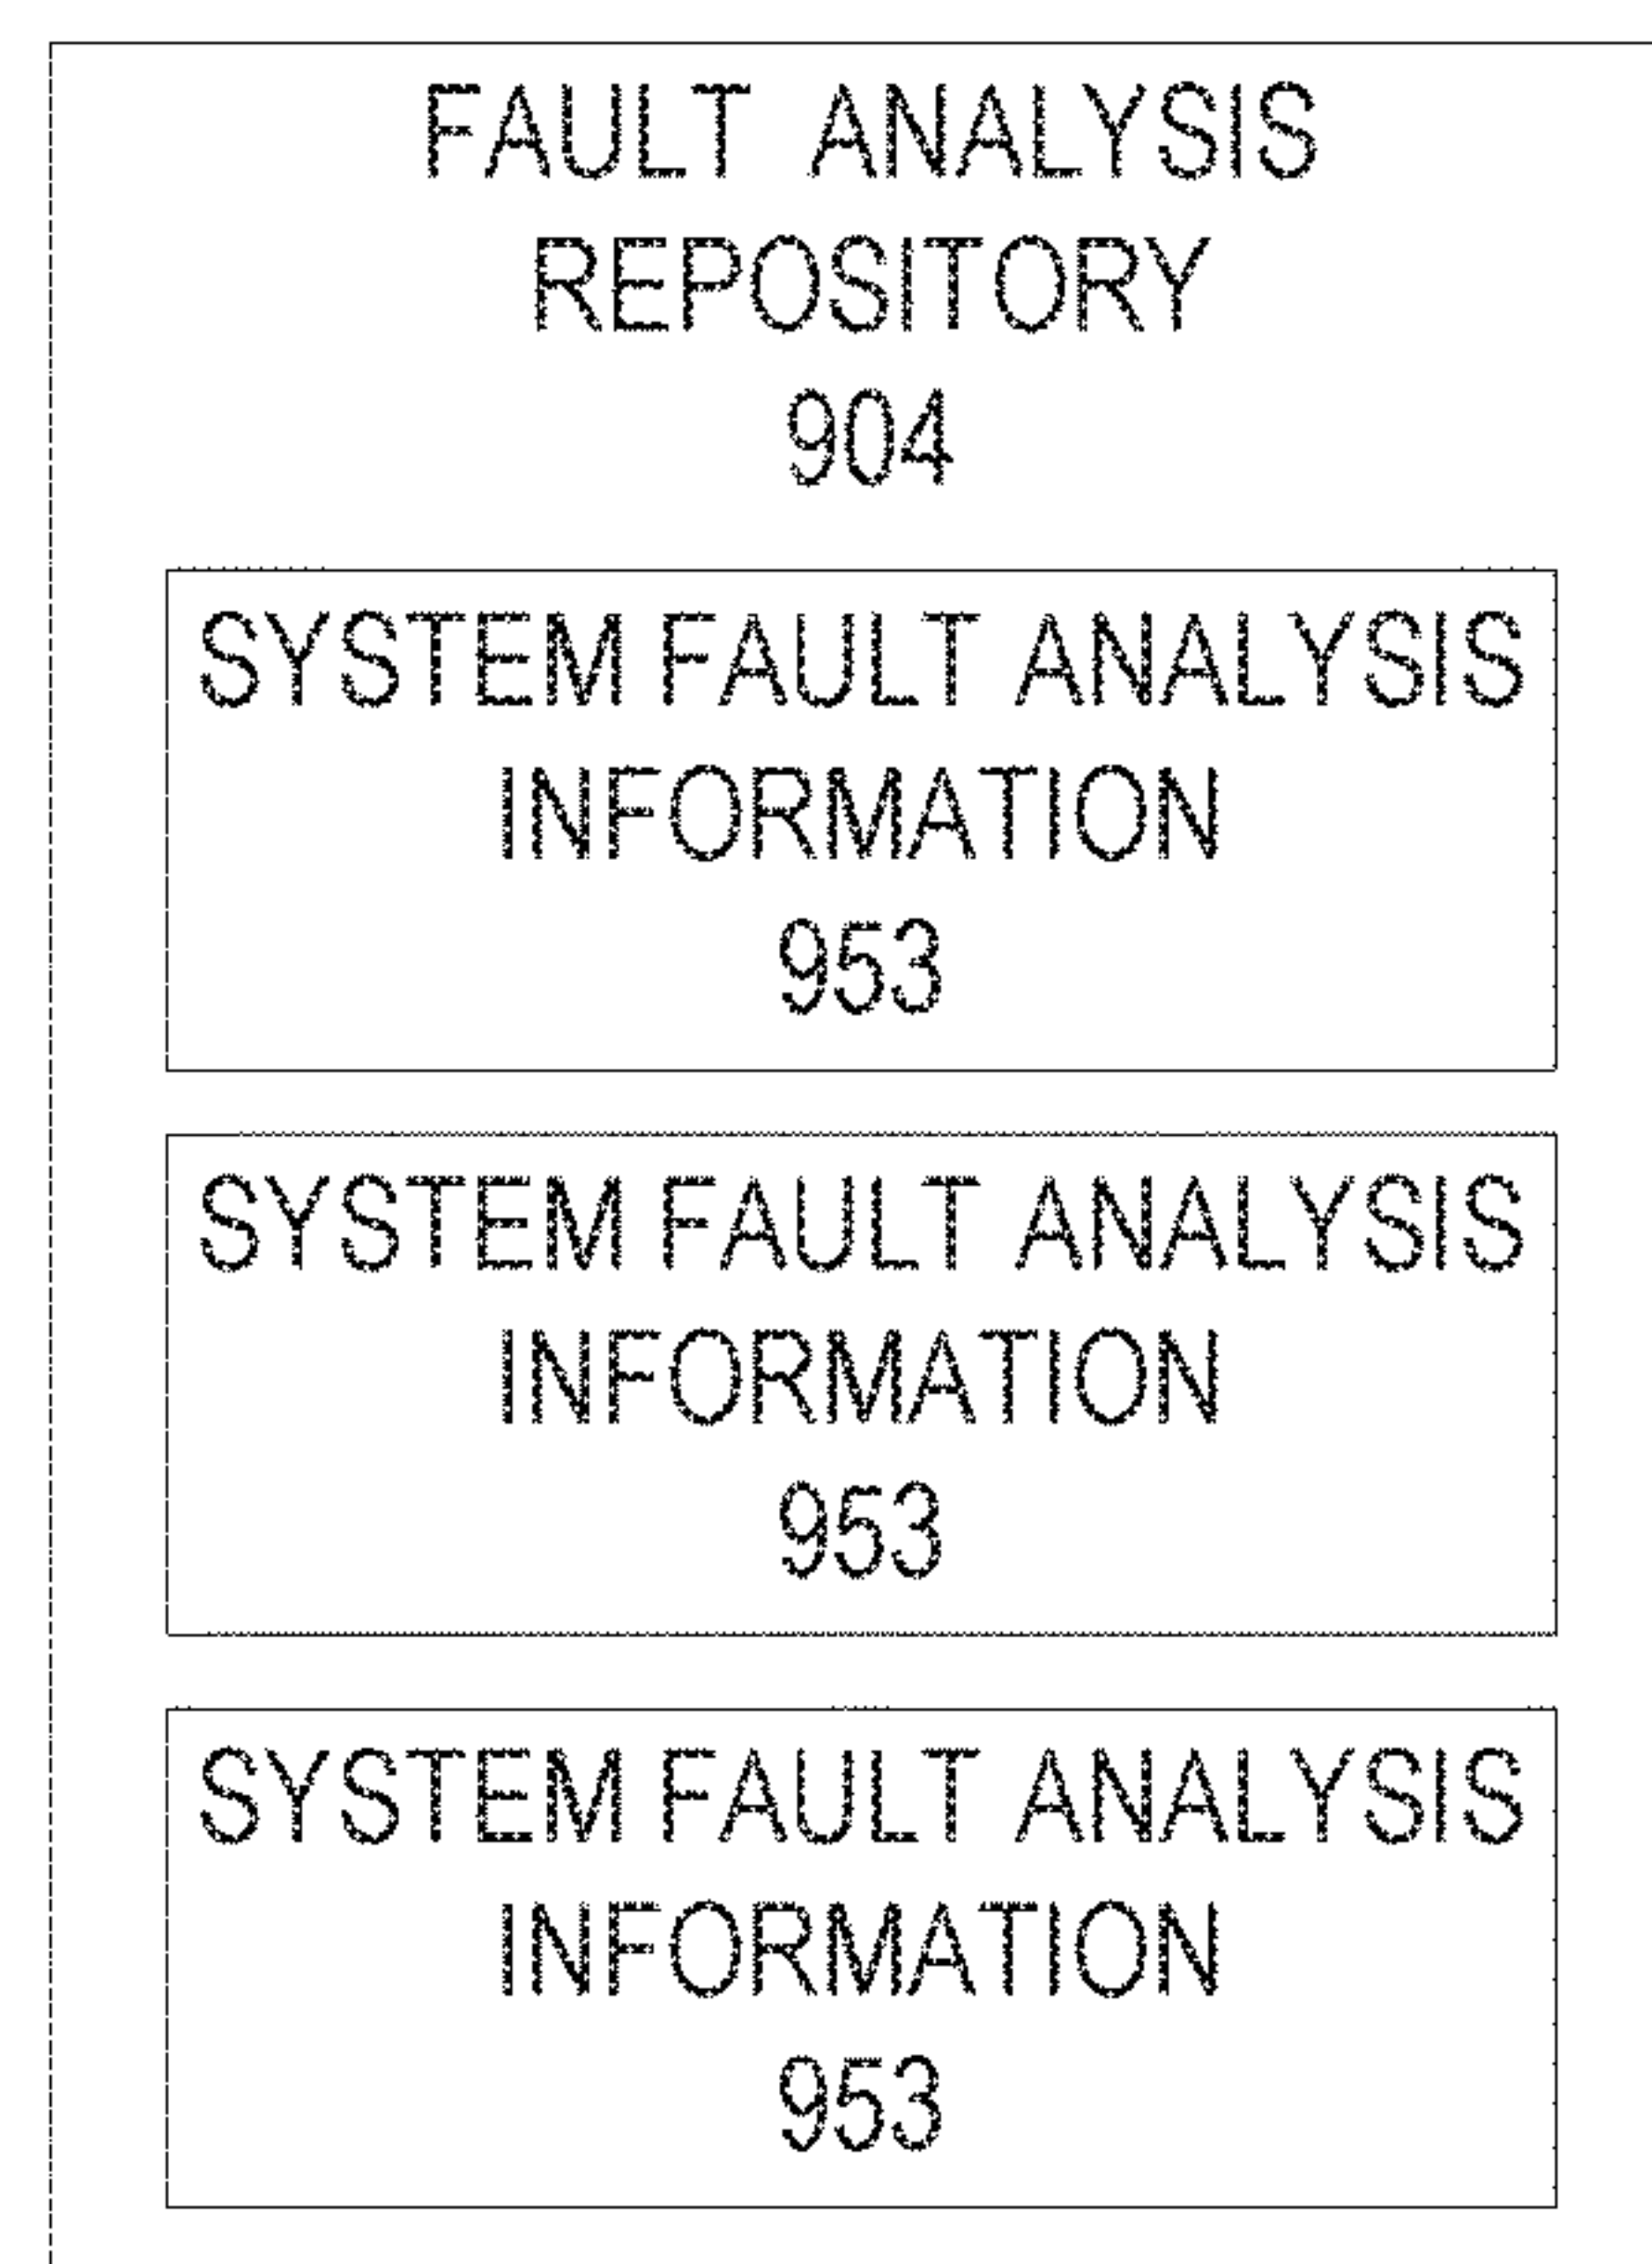 FAULT ANALYSIS
REPOSITORY
904
SYSTEM FAULT ANALYSIS
INFORMATION
953
SYSTEM FAULT ANALYSIS
INFORMATION
953
SYSTEM FAULT ANALYSIS
INFORMATION
953